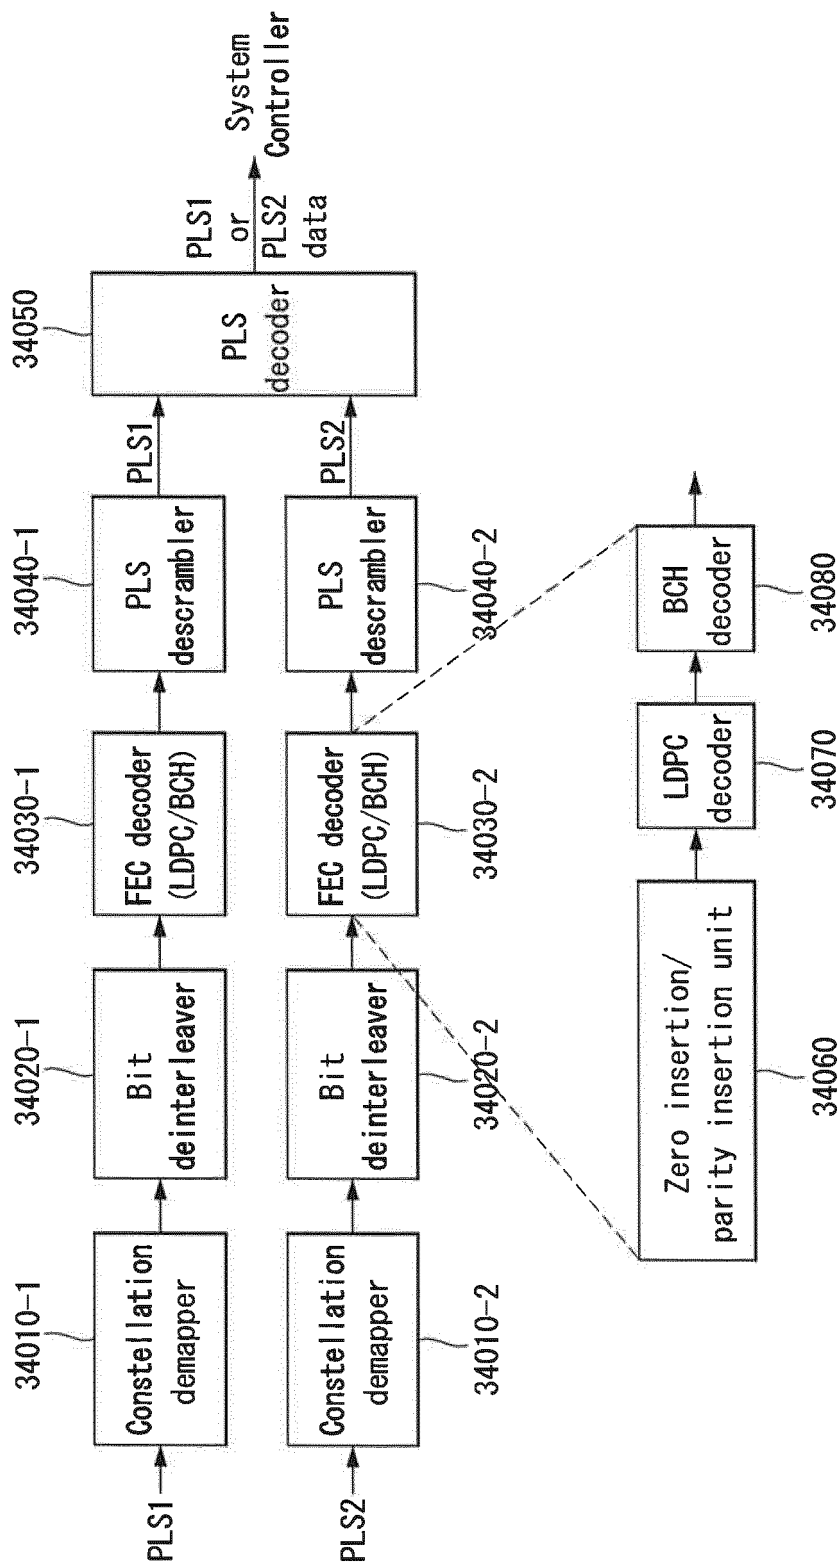 34010-1
34020-1
34030-1
34040-1
34050
PLS1
Constellation
demapper
Bit
deinterleaver
FEC decoder
(LDPC/BCH)
PLS
descrambler
PLS1
PLS
decoder
PLS1
or
PLS2
data
System
Controller
PLS2
Constellation
demapper
Bit
deinterleaver
FEC decoder
(LDPC/BCH)
PLS
descrambler
PLS2
34010-2
34020-2
34030-2
34040-2
Zero insertion/
parity insertion unit
LDPC
decoder
BCH
decoder
34060
34070
34080